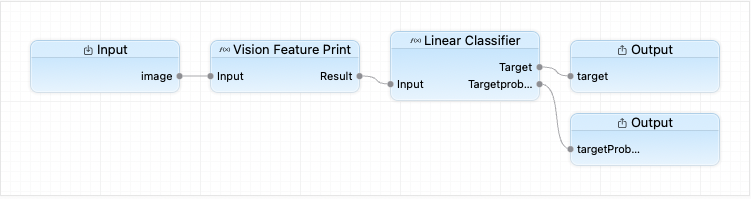 Input
image
Vision Feature Print
Input Result
Linear Classifier
Target
Input Targetprob...
Output
target
Output
targetProb...